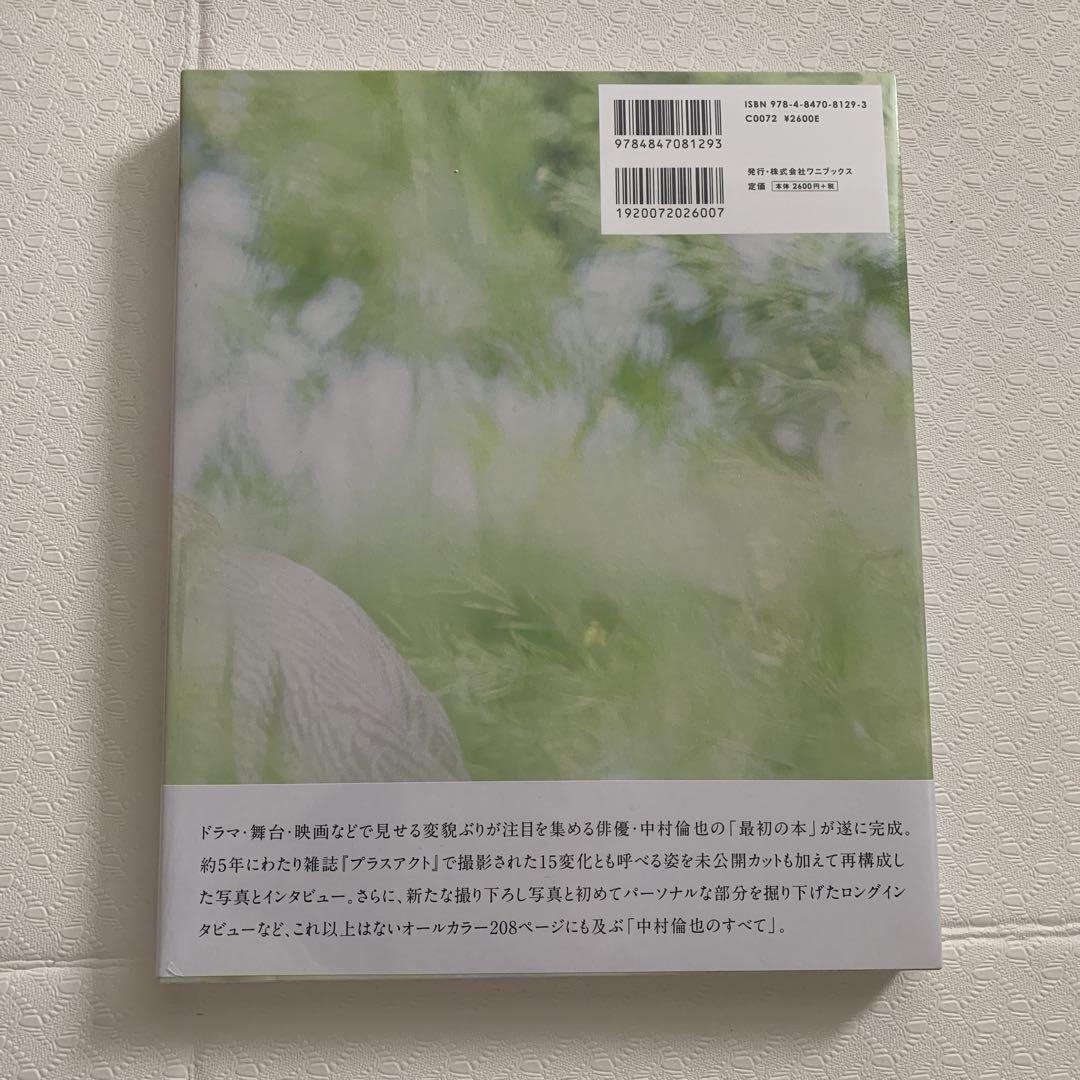 ISBN 978-4-8470-8129-3
C0072 ¥2600E
9784847081293
発行・株式会社ワニブックス
定価 本体 2600円+税
1920072026007
ドラマ・舞台・映画などで見せる変貌ぶりが注目を集める俳優・中村倫也の「最初の本」が遂に完成。
約5年にわたり雑誌『プラスアクト』で撮影された15変化とも呼べる姿を未公開カットも加えて再構成し
た写真とインタビュー。さらに、新たな撮り下ろし写真と初めてパーソナルな部分を掘り下げたロングイン
タビューなど、これ以上はないオールカラー208ページにも及ぶ「中村倫也のすべて」。